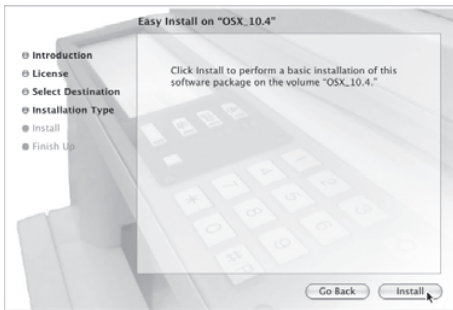 Easy Install on "OSX_10.4"
Introduction
License
Select Destination
Installation Type
Install
Finish Up
Click Install to perform a basic installation of this
software package on the volume "OSX_10.4."
Go Back
Install